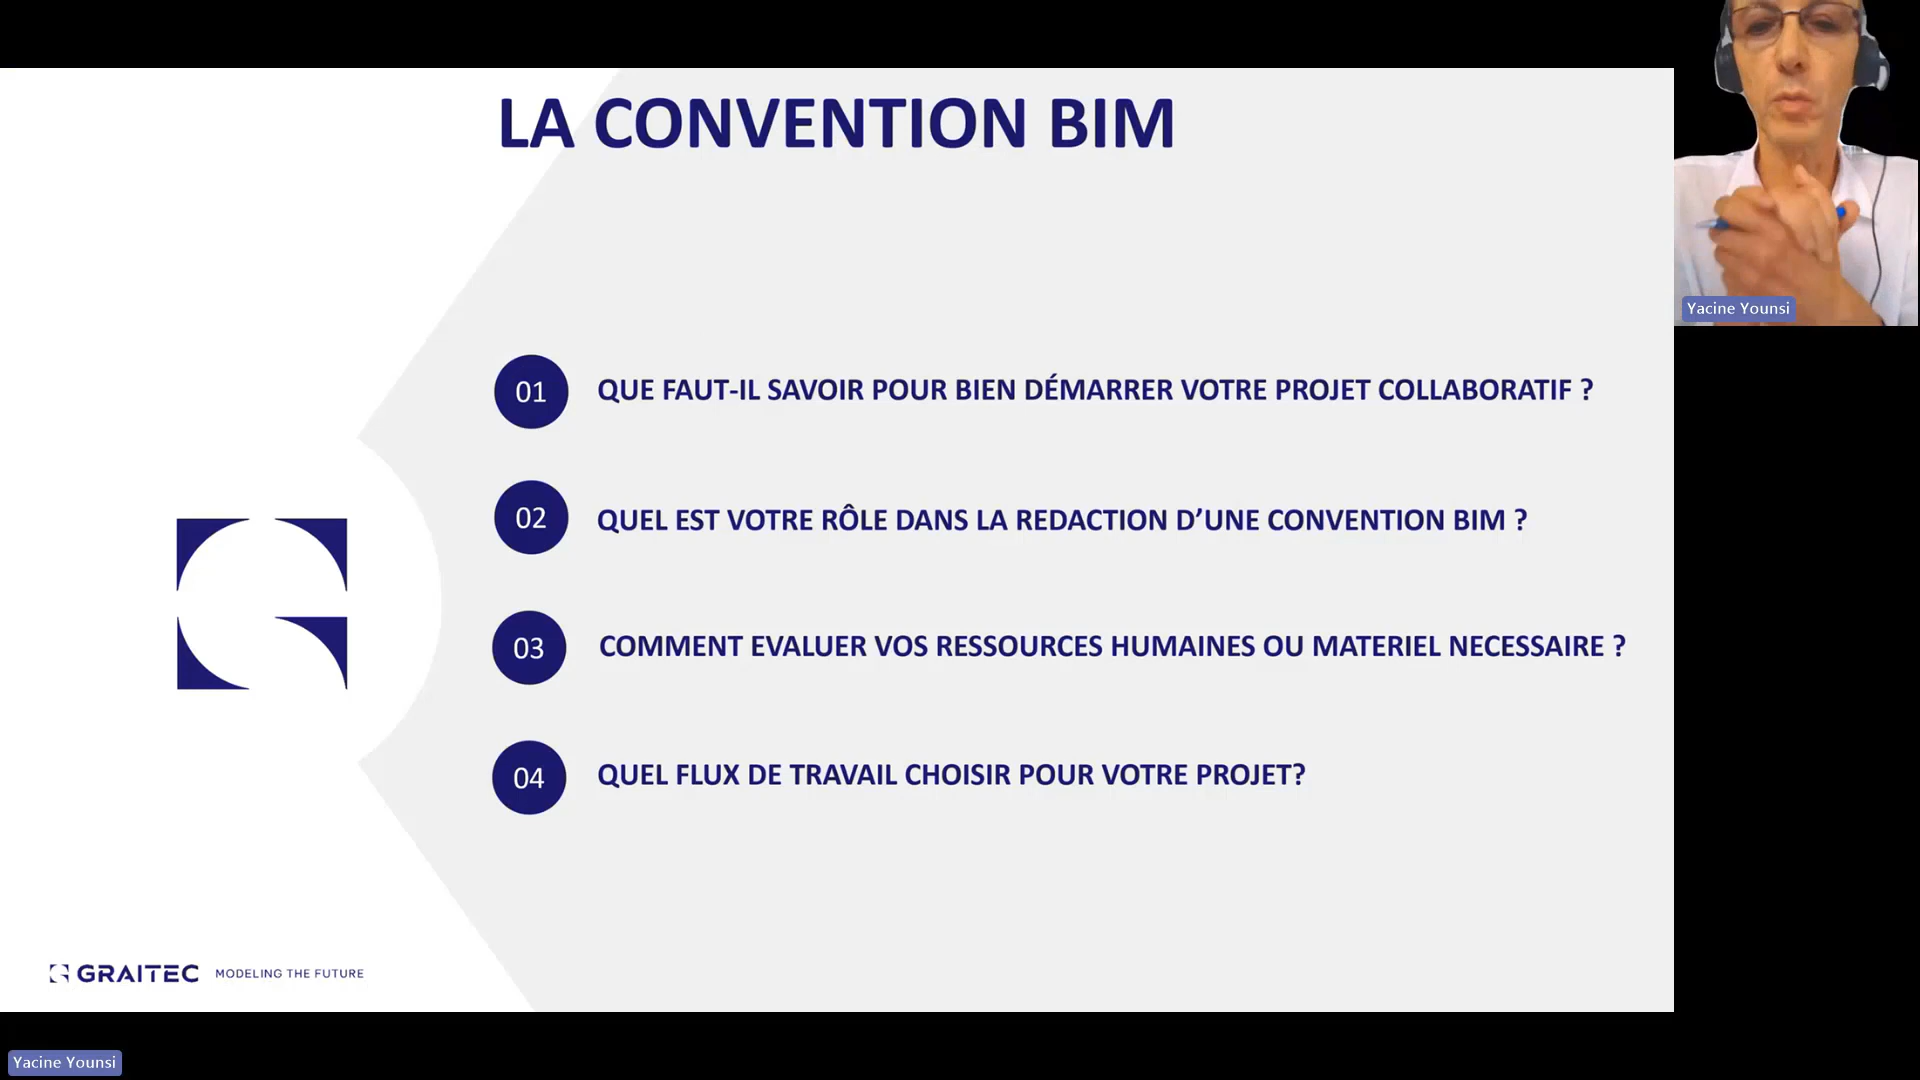 LA CONVENTION BIM
01 QUE FAUT-IL SAVOIR POUR BIEN DÉMARRER VOTRE PROJET COLLABORATIF ?
02 QUEL EST VOTRE RÔLE DANS LA REDACTION D’UNE CONVENTION BIM ?
03 COMMENT EVALUER VOS RESSOURCES HUMAINES OU MATERIEL NECESSAIRE ?
04 QUEL FLUX DE TRAVAIL CHOISIR POUR VOTRE PROJET?
GRAITEC MODELING THE FUTURE
Yacine Younsi
Yacine Younsi